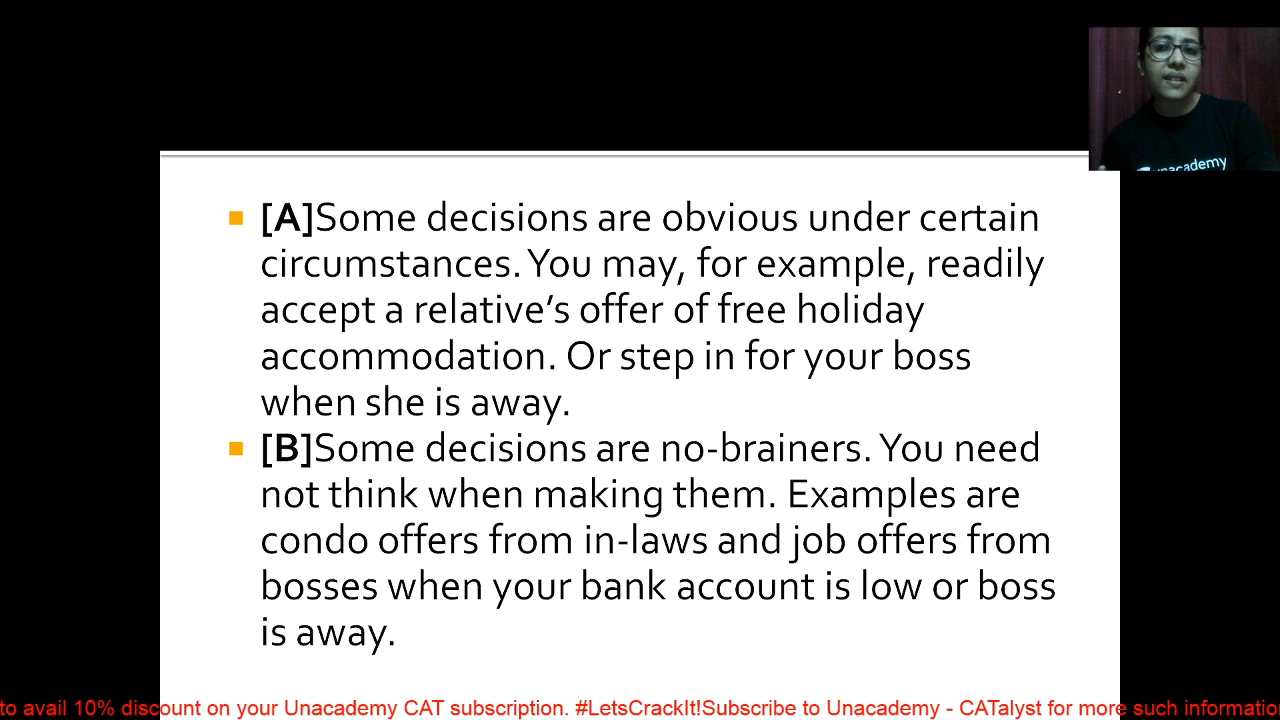 unacademy
[A]Some decisions are obvious under certain
circumstances. You may, for example, readily
accept a relative's offer of free holiday
accommodation. Or step in for your boss
when she is away.
[B]Some decisions are no-brainers. You need
not think when making them. Examples are
condo offers from in-laws and job offers from
bosses when your bank account is low or boss
is away.
to avail 10% discount on your Unacademy CAT subscription. #LetsCrackIt!Subscribe to Unacademy - CATalyst for more such informatio